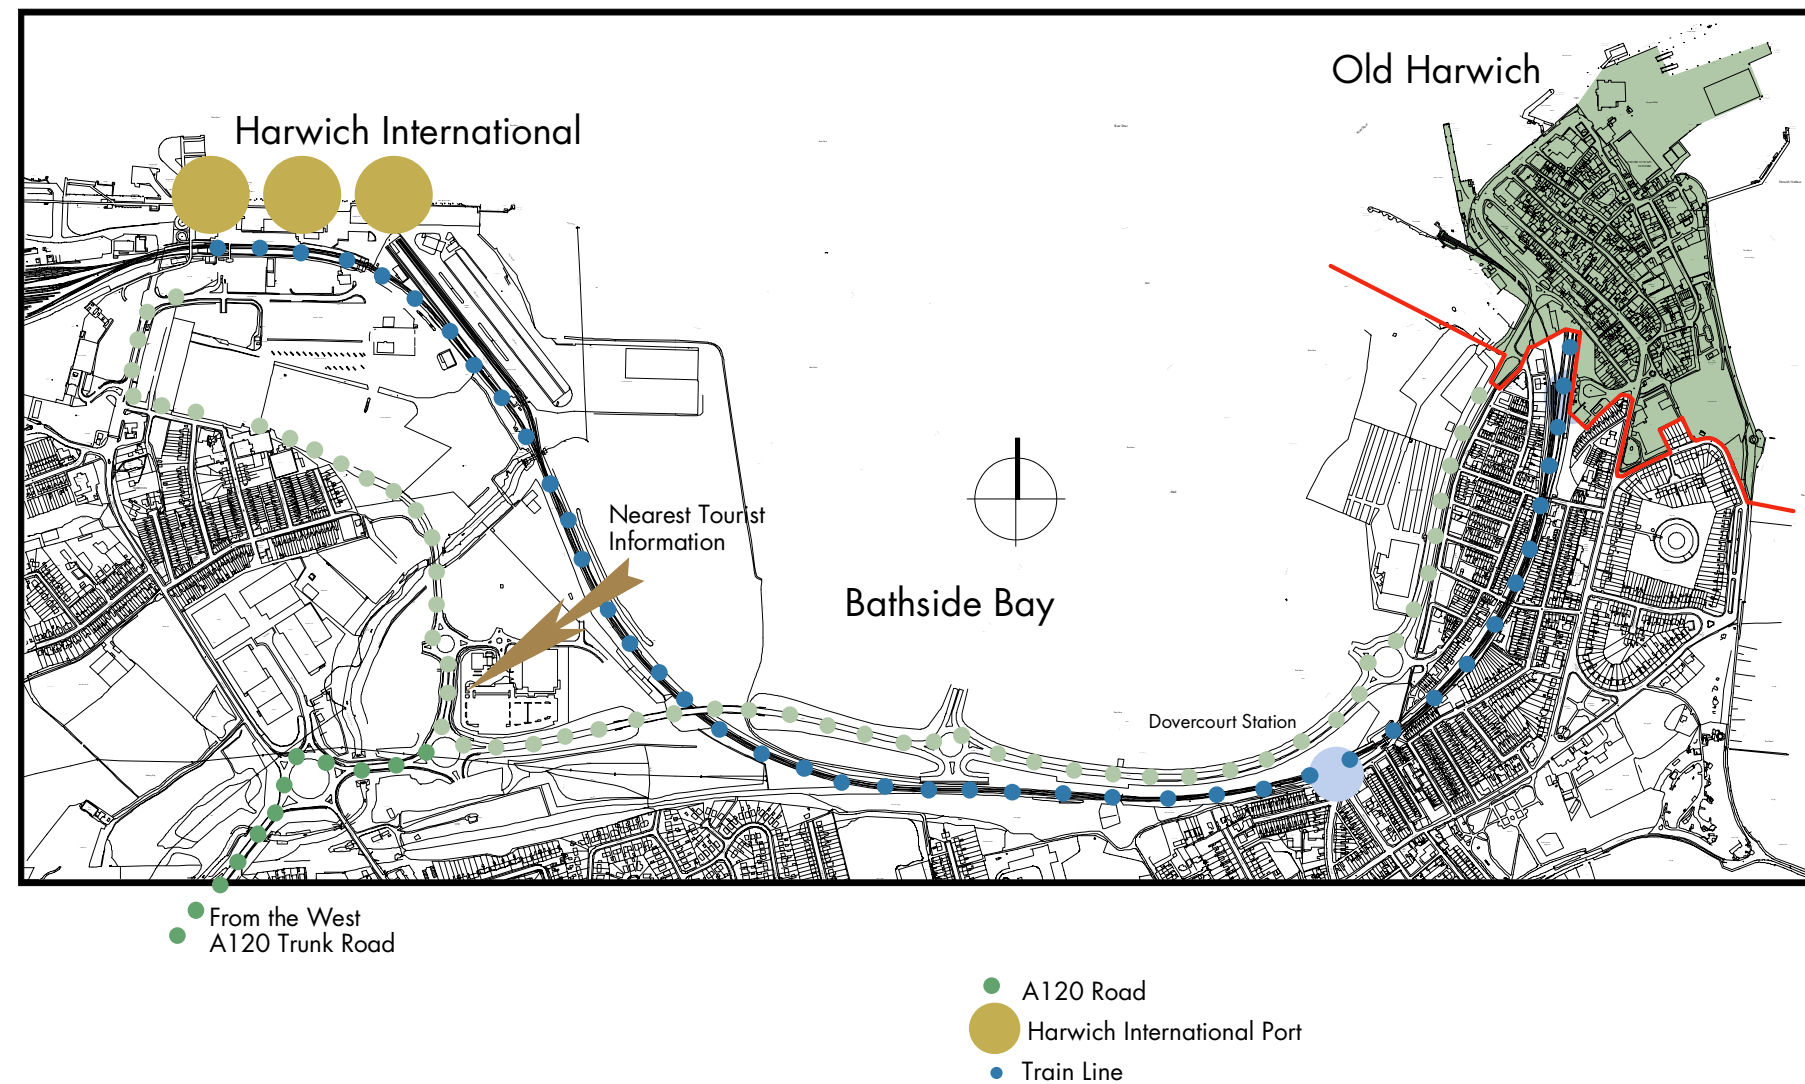 Old Harwich
Harwich International
Nearest Tourist
Information
Bathside Bay
Dovercourt Station
From the West
A120 Trunk Road
A120 Road
Harwich International Port
Train Line